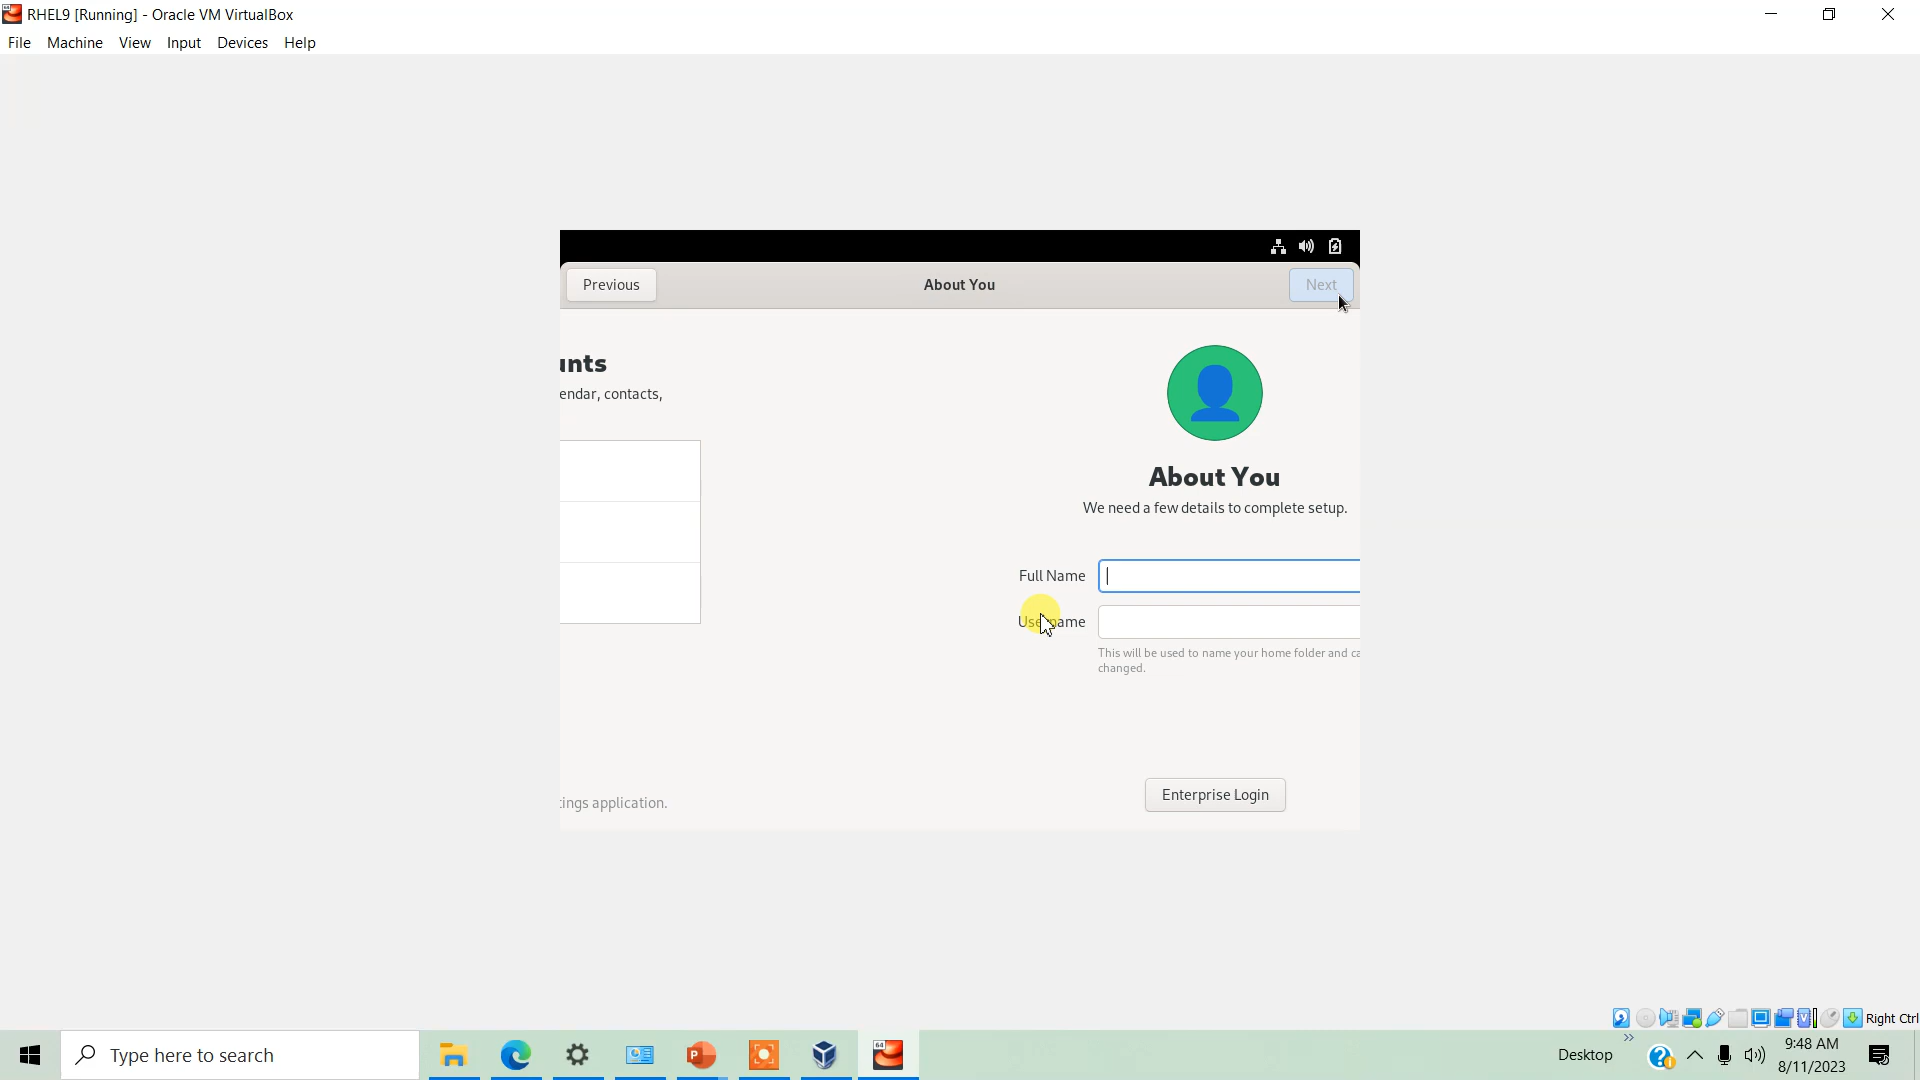 RHEL9 [Running] - Oracle VM VirtualBox
File Machine View Input Devices Help
Previous About You Next
unts
endar, contacts,
About You
We need a few details to complete setup.
Full Name
Username
This will be used to name your home folder and ca
changed.
tings application.
Enterprise Login
Right Ctrl
Type here to search
Desktop
9:48 AM
8/11/2023